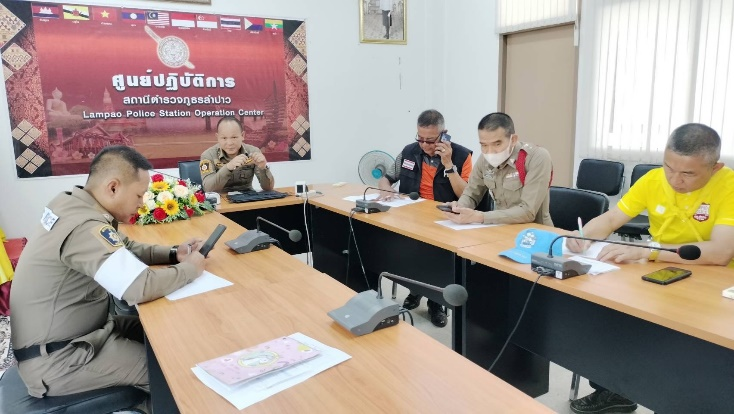 ศูนย์ปฏิบัติการ
สถานีตำรวจภูธรลำปาว
Lampao Police Station Operation Center